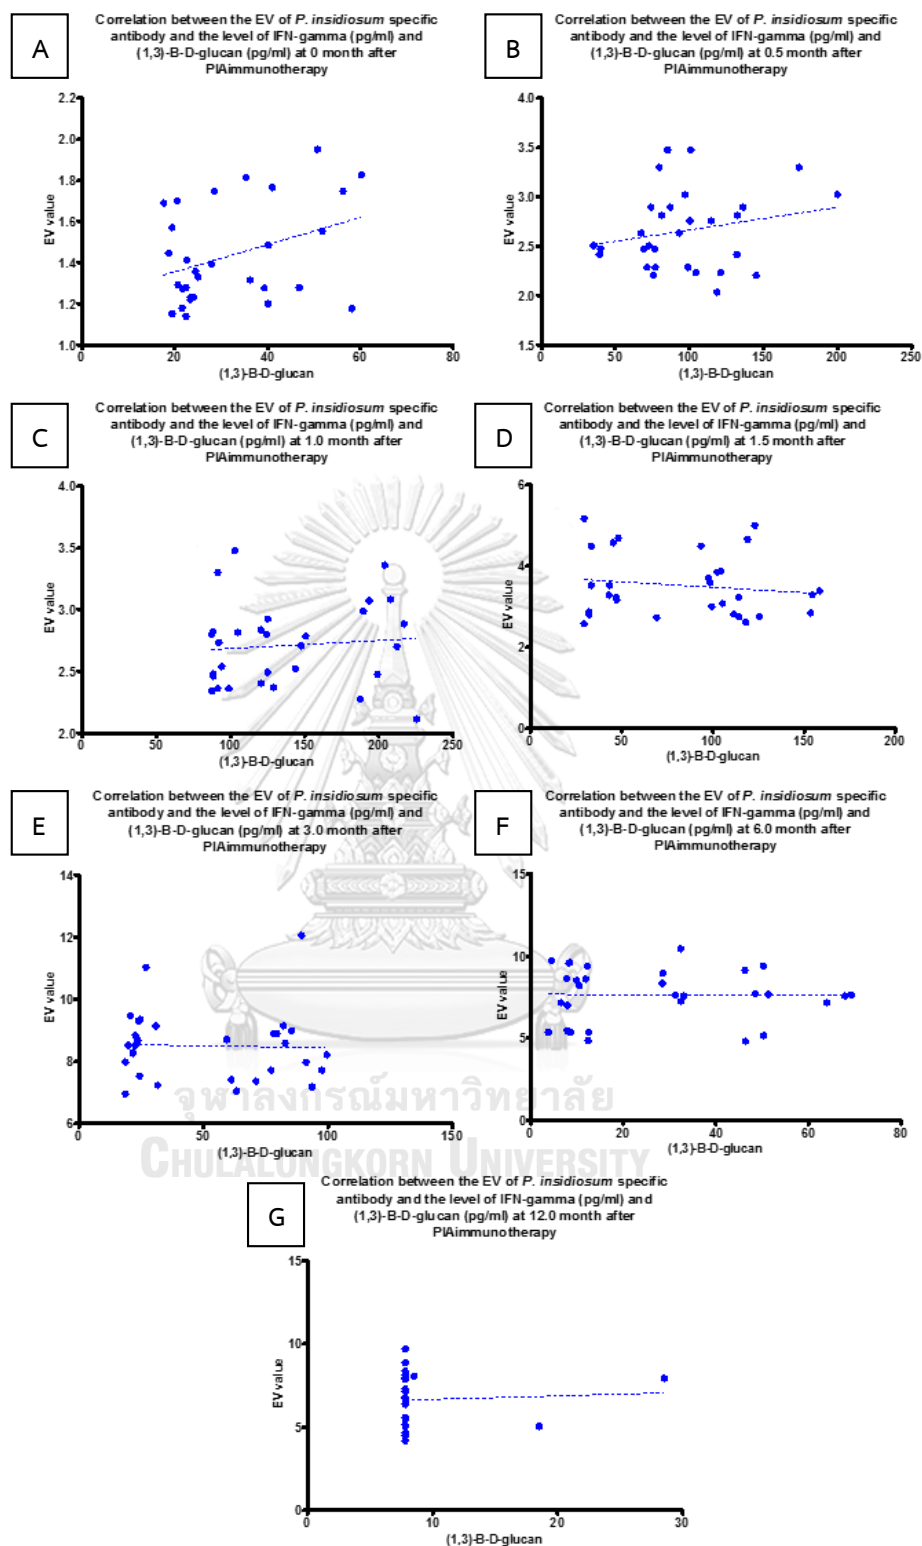 A
Correlation between the EV of P. insidiosum specific
antibody and the level of IFN-gamma (pg/ml) and
(1,3)-B-D-glucan (pg/ml) at 0 month after
PIAimmunotherapy
2.2
2.0
1.8
1.6
1.4
1.2
1.0
EV value
0
20
40
60
80
(1,3)-B-D-glucan
B
Correlation between the EV of P. insidiosum specific
antibody and the level of IFN-gamma (pg/ml) and
(1,3)-B-D-glucan (pg/ml) at 0.5 month after
PIAimmunotherapy
4.0
3.5
3.0
2.5
2.0
1.5
EV value
0
50
100
150
200
250
(1,3)-B-D-glucan
C
Correlation between the EV of P. insidiosum specific
antibody and the level of IFN-gamma (pg/ml) and
(1,3)-B-D-glucan (pg/ml) at 1.0 month after
PIAimmunotherapy
4.0
3.5
3.0
2.5
2.0
EV value
0
50
100
150
200
250
(1,3)-B-D-glucan
D
Correlation between the EV of P. insidiosum specific
antibody and the level of IFN-gamma (pg/ml) and
(1,3)-B-D-glucan (pg/ml) at 1.5 month after
PIAimmunotherapy
6
4
2
0
EV value
0
50
100
150
200
(1,3)-B-D-glucan
E
Correlation between the EV of P. insidiosum specific
antibody and the level of IFN-gamma (pg/ml) and
(1,3)-B-D-glucan (pg/ml) at 3.0 month after
PIAimmunotherapy
14
12
10
8
6
EV value
0
50
100
150
(1,3)-B-D-glucan
F
Correlation between the EV of P. insidiosum specific
antibody and the level of IFN-gamma (pg/ml) and
(1,3)-B-D-glucan (pg/ml) at 6.0 month after
PIAimmunotherapy
15
10
5
0
EV value
0
20
40
60
80
(1,3)-B-D-glucan
จุฬาลงกรณ์มหาวิทยาลัย
CHULALONGKORN UNIVERSITY
G
Correlation between the EV of P. insidiosum specific
antibody and the level of IFN-gamma (pg/ml) and
(1,3)-B-D-glucan (pg/ml) at 12.0 month after
PIAimmunotherapy
15
10
5
0
EV value
0
10
20
30
(1,3)-B-D-glucan